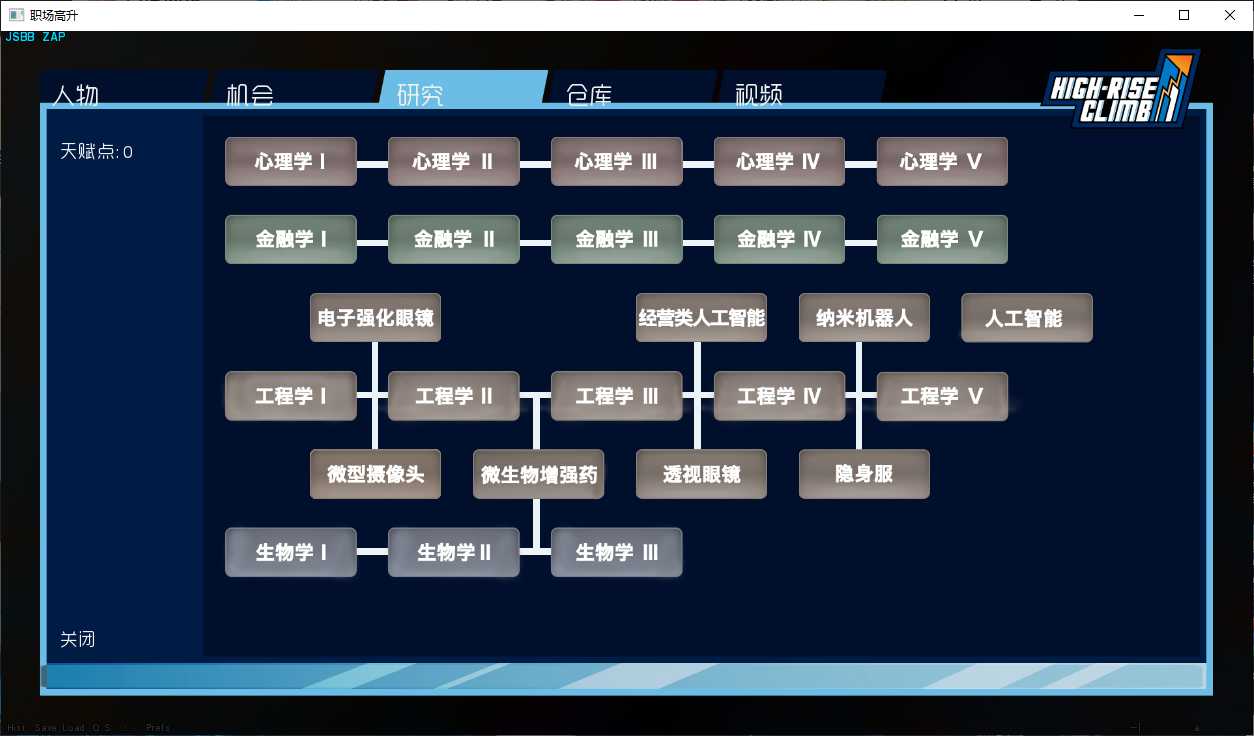 职场高升
JSBB ZAP
人物 机会 研究 仓库 视频
HIGH-RISE
CLIMB
天赋点: 0
心理学 I 心理学 II 心理学 III 心理学 IV 心理学 V
金融学 I 金融学 II 金融学 III 金融学 IV 金融学 V
电子强化眼镜 经营类人工智能 纳米机器人 人工智能
工程学 I 工程学 II 工程学 III 工程学 IV 工程学 V
微型摄像头 微生物增强药 透视眼镜 隐身服
生物学 I 生物学 II 生物学 III
关闭
Hist Save Load Q.S Prefs